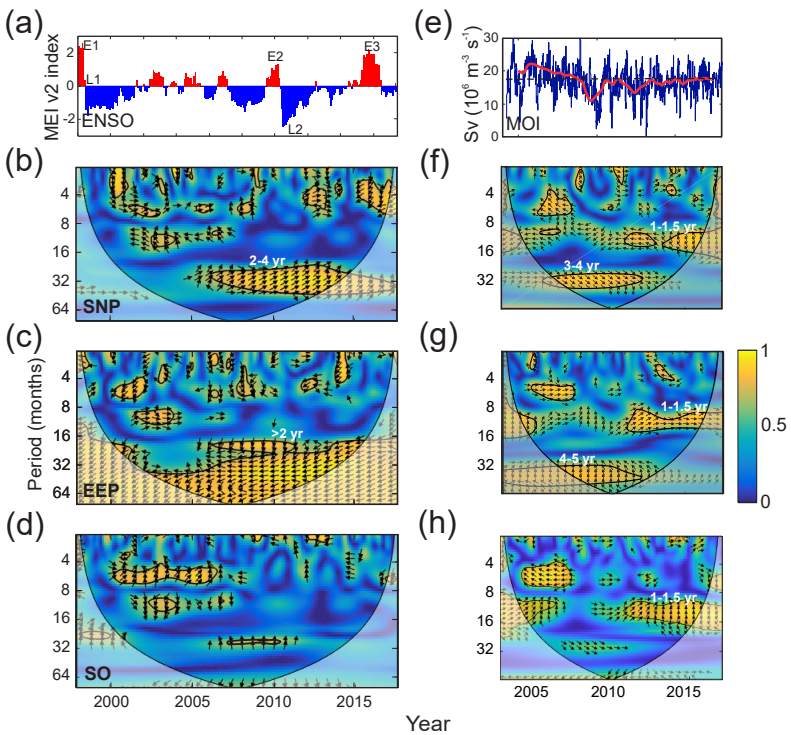 (a)
MEI v2 index
2
0
-2
E1
L1
E2
L2
E3
ENSO
(e)
Sv (10⁶ m⁻³ s⁻¹)
30
20
10
0
MOI
(b)
4
8
16
32
64
2-4 yr
SNP
(f)
4
8
16
32
1-1.5 yr
3-4 yr
(c)
Period (months)
4
8
16
32
64
>2 yr
EEP
(g)
4
8
16
32
1-1.5 yr
4-5 yr
1
0.5
0
(d)
4
8
16
32
64
SO
2000 2005 2010 2015
(h)
4
8
16
32
1-1.5 yr
2005 2010 2015
Year